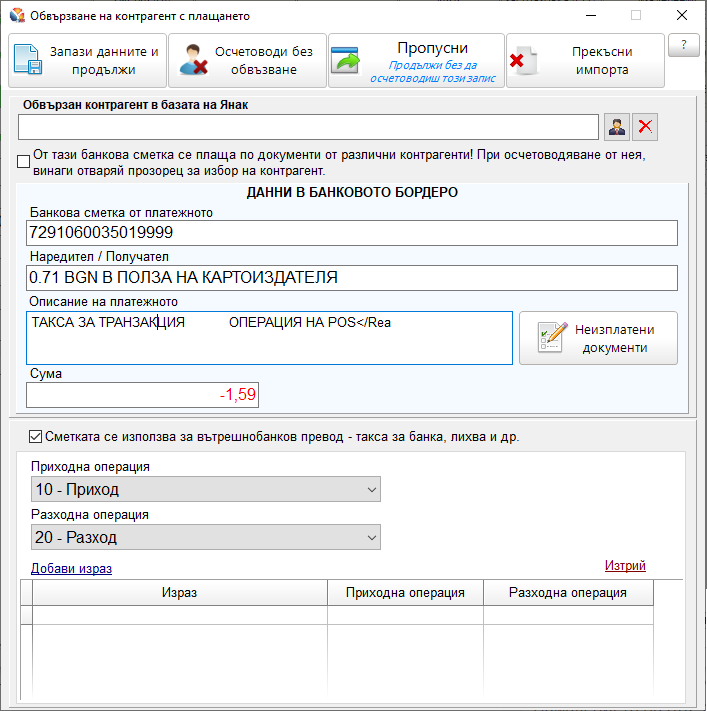 Обвързване на контрагент с плащането
Запази данните и
продължи
Осчетоводи без
обвъзване
Пропусни
Продължи без да
осчетоводиш този запис
Прекъсни
импорта
?
Обвързан контрагент в базата на Янак
От тази банкова сметка се плаща по документи от различни контрагенти! При осчетоводяване от нея,
винаги отваряй прозорец за избор на контрагент.
ДАННИ В БАНКОВОТО БОРДЕРО
Банкова сметка от платежното
7291060035019999
Наредител / Получател
0.71 BGN В ПОЛЗА НА КАРТОИЗДАТЕЛЯ
Описание на платежното
ТАКСА ЗА ТРАНЗАКЦИЯ ОПЕРАЦИЯ НА POS</Rea
Неизплатени
документи
Сума
-1,59
Сметката се използва за вътрешнобанков превод - такса за банка, лихва и др.
Приходна операция
10 - Приход
Разходна операция
20 - Разход
Добави израз
Изтрий
Израз Приходна операция Разходна операция